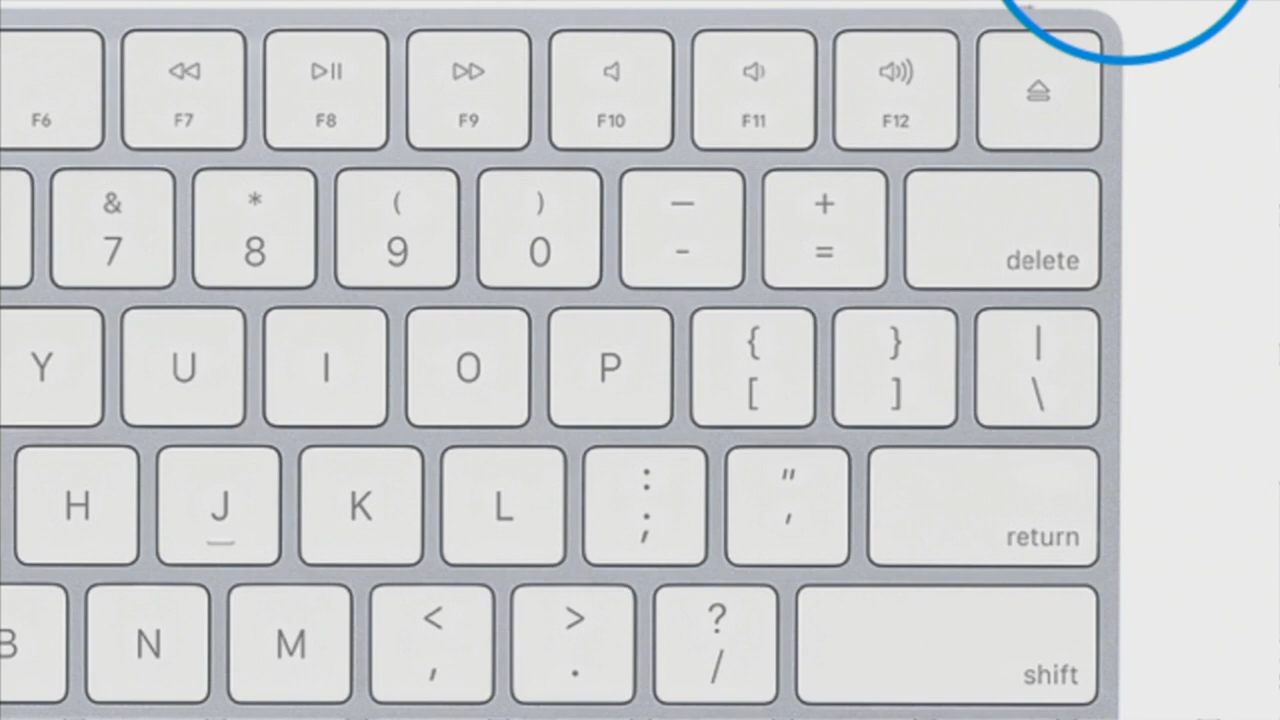 F6 F7 F8 F9 F10 F11 F12
& * ( ) — +
7 8 9 0 - = delete
{ } |
Y U I O P [ ] \
: "
H J K L ; ' return
< > ?
B N M , . / shift